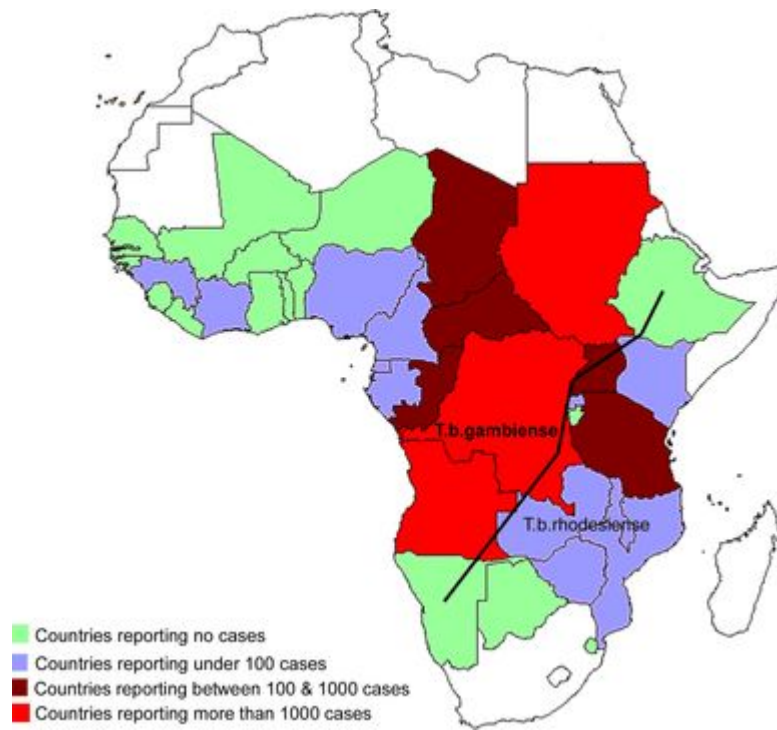 T.b.gambiense
T.b.rhodesiense
Countries reporting no cases
Countries reporting under 100 cases
Countries reporting between 100 & 1000 cases
Countries reporting more than 1000 cases